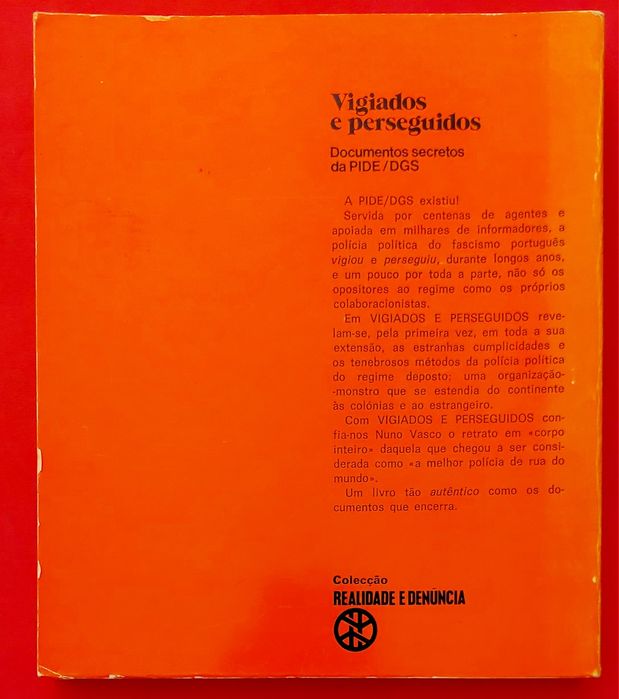 Vigiados
e perseguidos
Documentos secretos
da PIDE/DGS
A PIDE/DGS existiu!
Servida por centenas de agentes e
apoiada em milhares de informadores, a
polícia política do fascismo português
vigiou e perseguiu, durante longos anos,
e um pouco por toda a parte, não só os
opositores ao regime como os próprios
colaboracionistas.
Em VIGIADOS E PERSEGUIDOS reve-
lam-se, pela primeira vez, em toda a sua
extensão, as estranhas cumplicidades e
os tenebrosos métodos da polícia política
do regime deposto; uma organização-
-monstro que se estendia do continente
às colónias e ao estrangeiro.
Com VIGIADOS E PERSEGUIDOS con-
fia-nos Nuno Vasco o retrato em «corpo
inteiro» daquela que chegou a ser consi-
derada como «a melhor polícia de rua do
mundo».
Um livro tão autêntico como os do-
cumentos que encerra.
Colecção
REALIDADE E DENÚNCIA